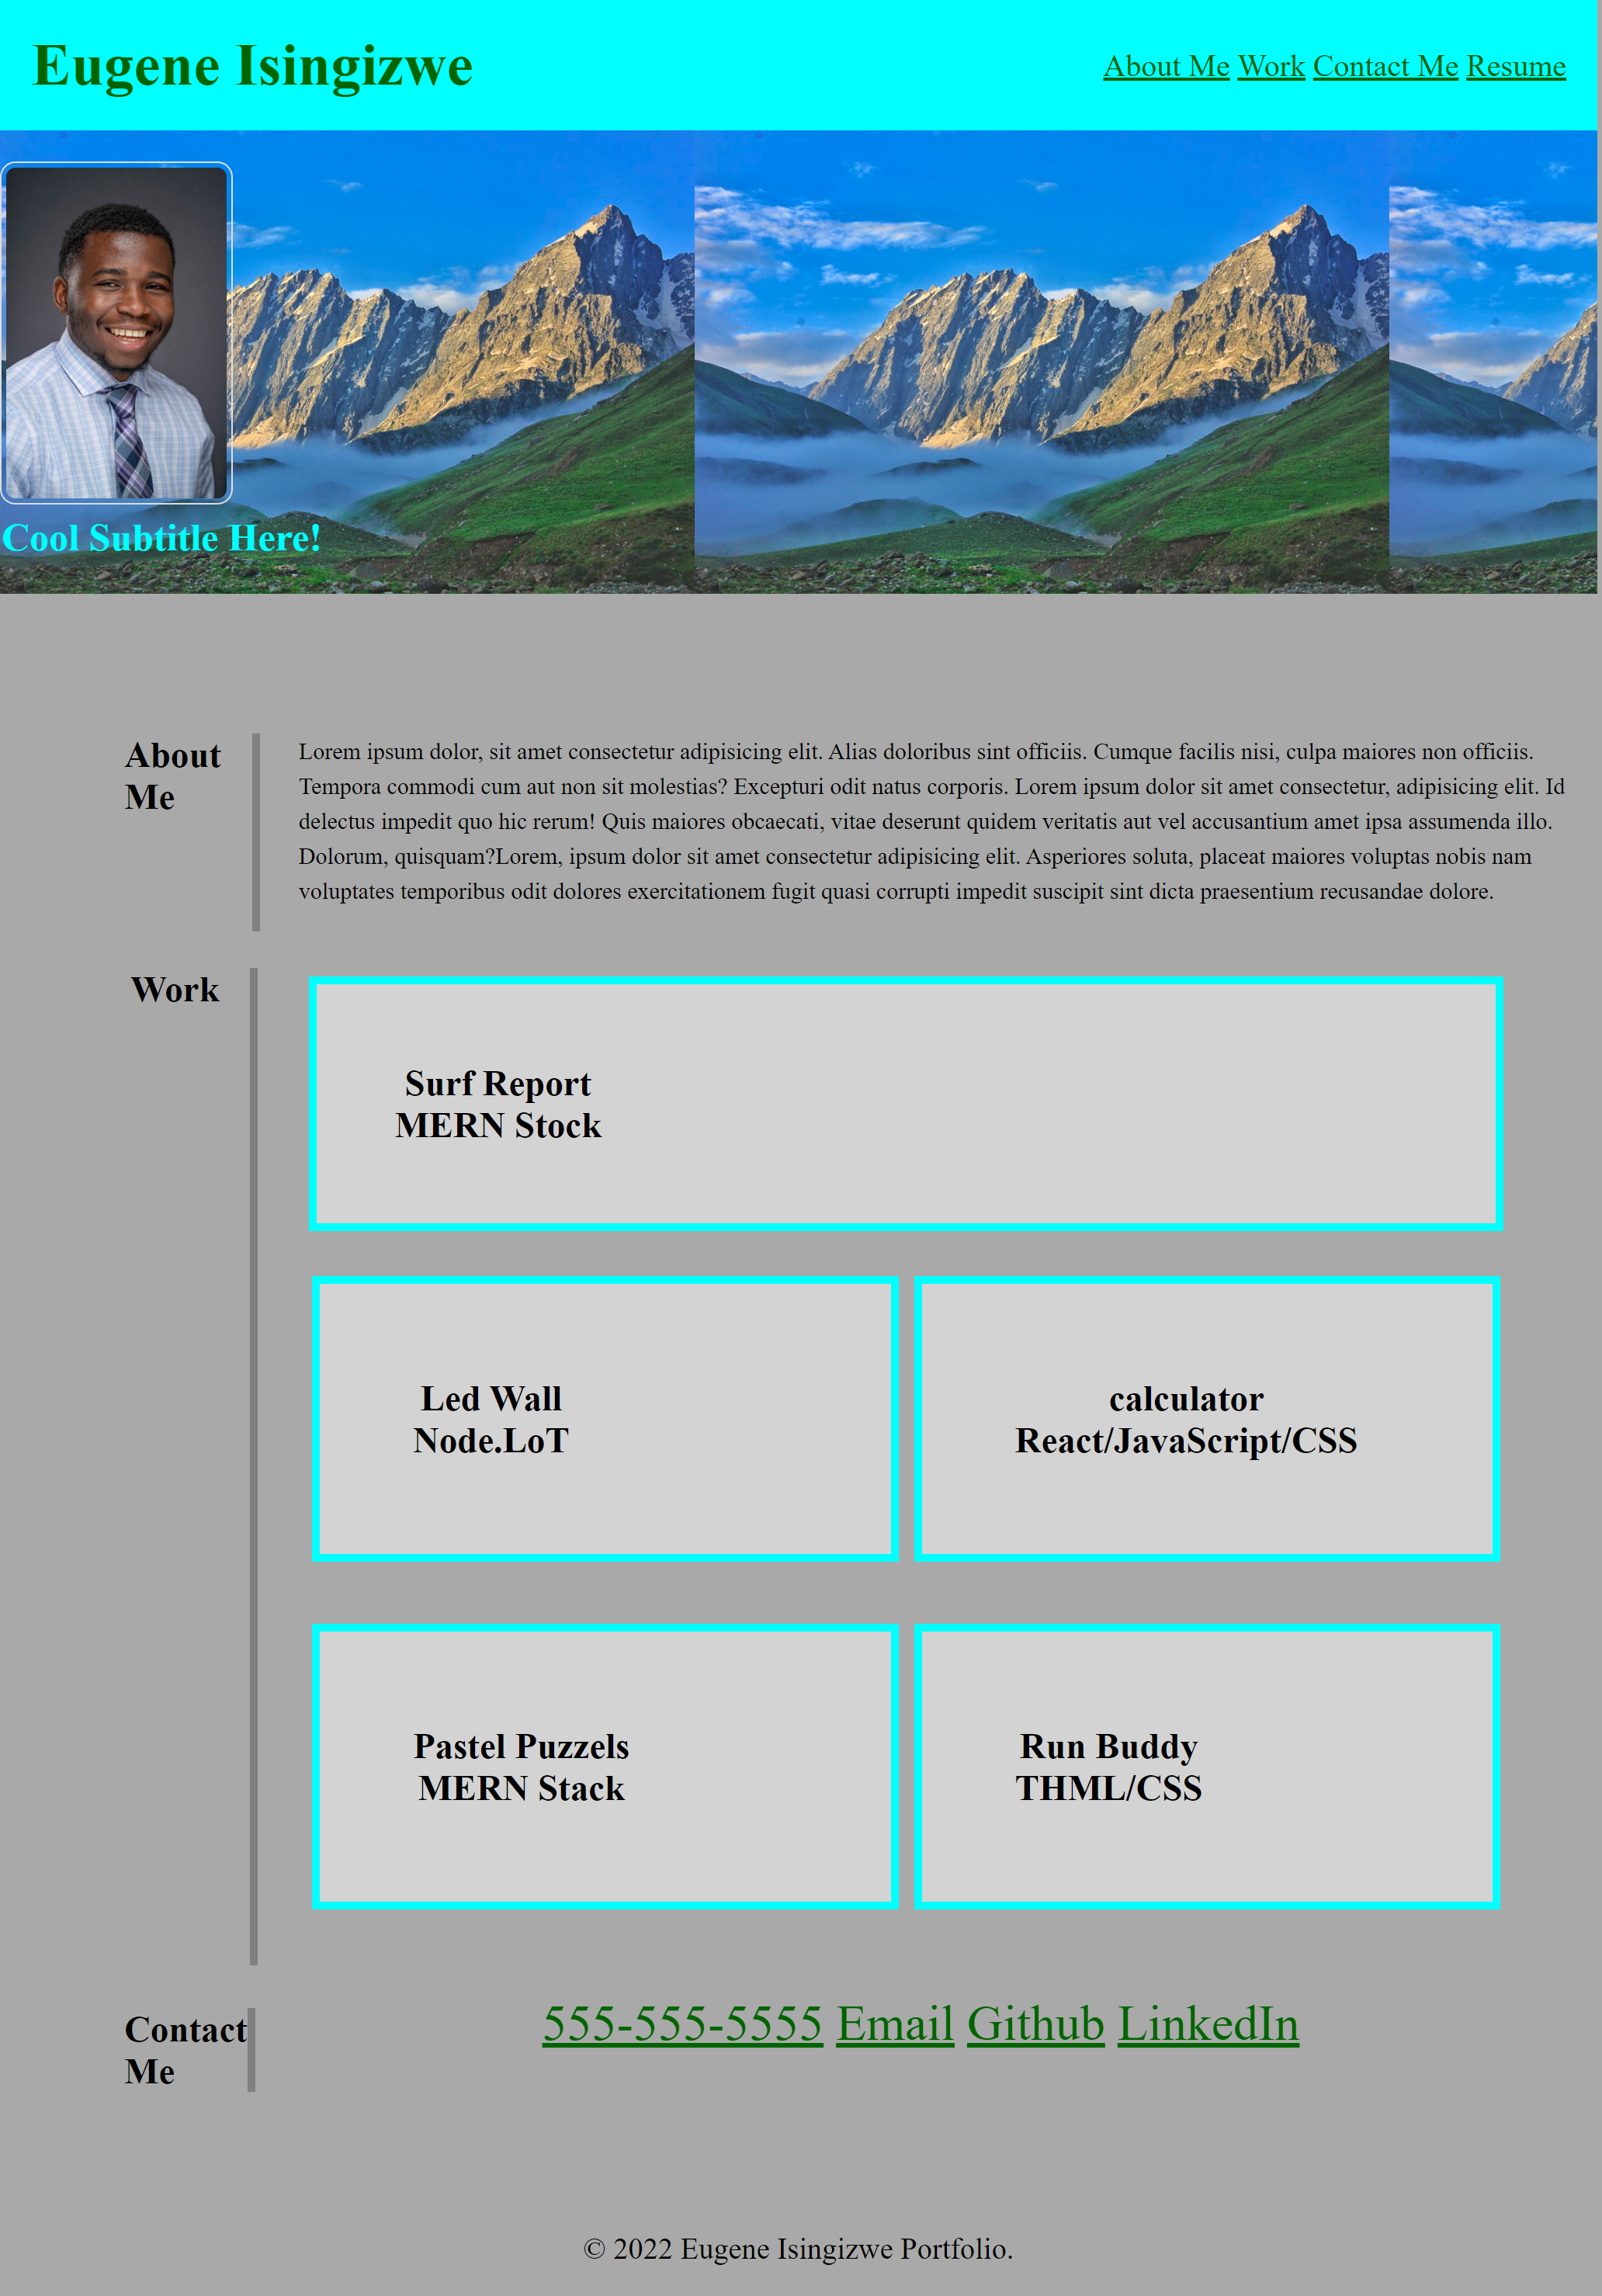 Eugene Isingizwe
About Me Work Contact Me Resume
Cool Subtitle Here!
About
Me
Lorem ipsum dolor, sit amet consectetur adipisicing elit. Alias doloribus sint officiis. Cumque facilis nisi, culpa maiores non officiis.
Tempora commodi cum aut non sit molestias? Excepturi odit natus corporis. Lorem ipsum dolor sit amet consectetur, adipisicing elit. Id
delectus impedit quo hic rerum! Quis maiores obcaecati, vitae deserunt quidem veritatis aut vel accusantium amet ipsa assumenda illo.
Dolorum, quisquam?Lorem, ipsum dolor sit amet consectetur adipisicing elit. Asperiores soluta, placeat maiores voluptas nobis nam
voluptates temporibus odit dolores exercitationem fugit quasi corrupti impedit suscipit sint dicta praesentium recusandae dolore.
Work
Surf Report
MERN Stock
Led Wall
Node.LoT
calculator
React/JavaScript/CSS
Pastel Puzzels
MERN Stack
Run Buddy
THML/CSS
Contact
Me
555-555-5555 Email Github LinkedIn
© 2022 Eugene Isingizwe Portfolio.